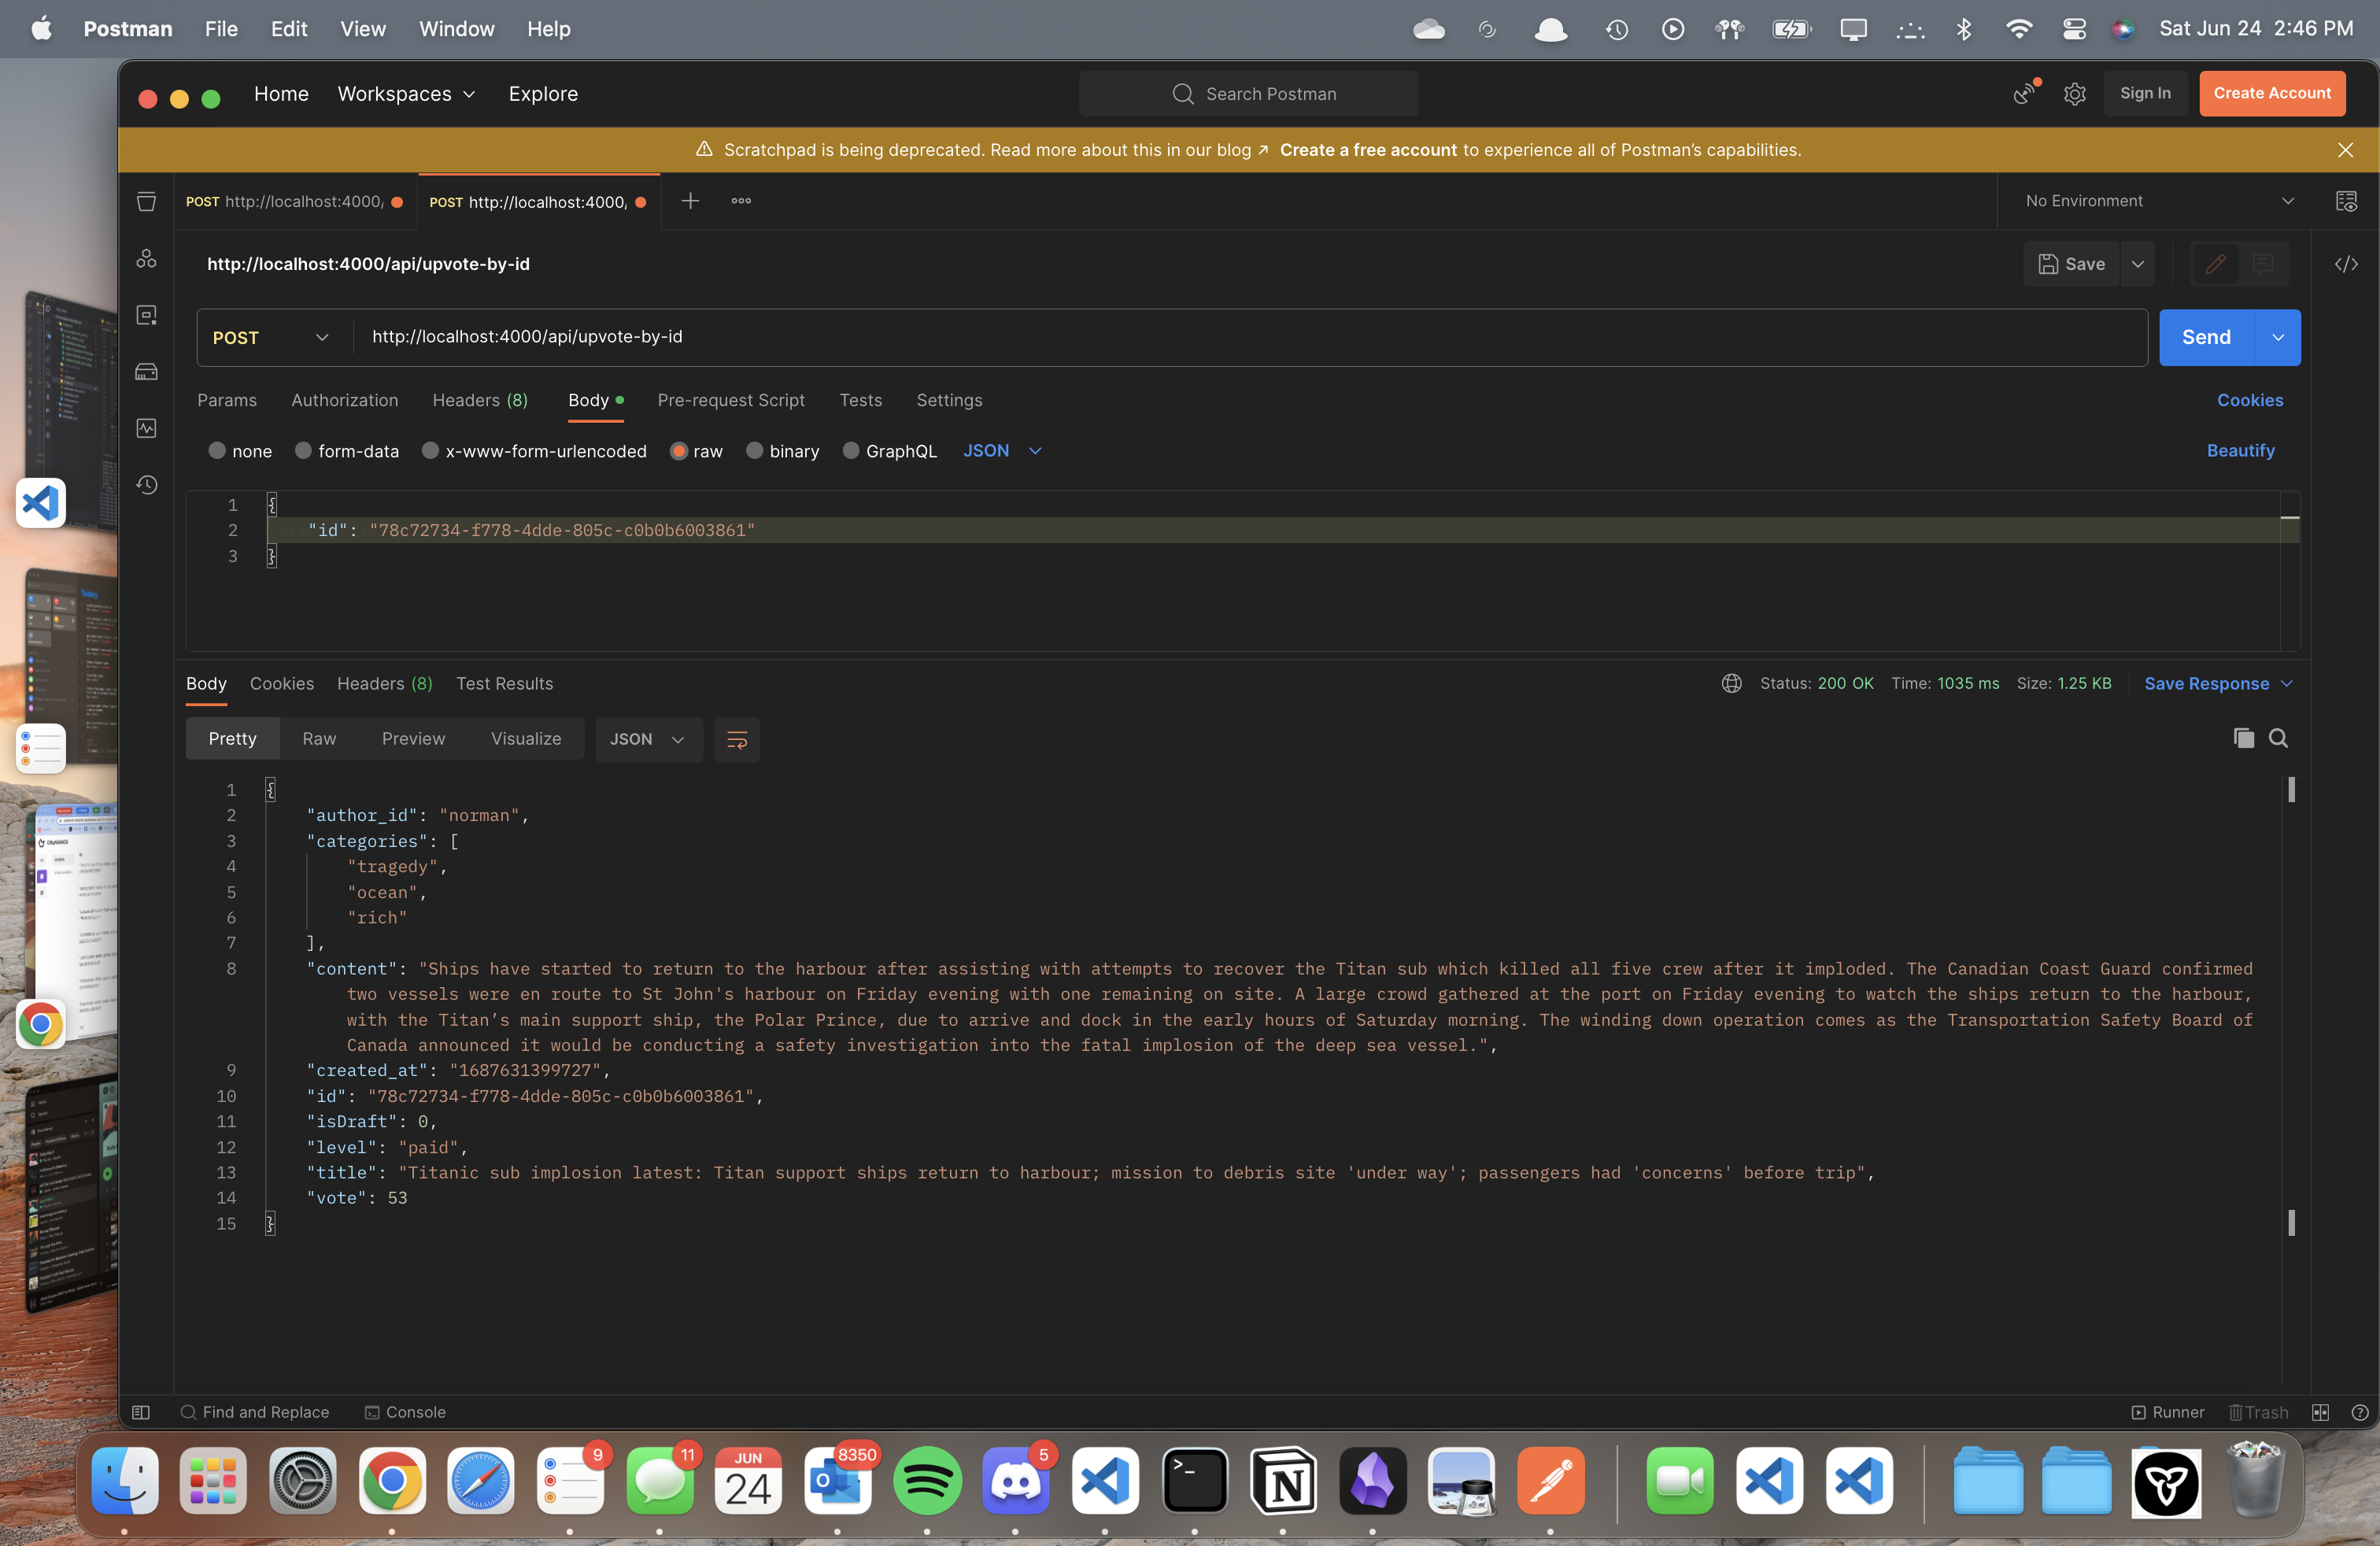 Postman File Edit View Window Help Sat Jun 24 2:46 PM
Home Workspaces Explore Search Postman Sign In Create Account
Scratchpad is being deprecated. Read more about this in our blog ↗ Create a free account to experience all of Postman’s capabilities.
POST http://localhost:4000/ POST http://localhost:4000/ No Environment
http://localhost:4000/api/upvote-by-id Save
POST http://localhost:4000/api/upvote-by-id Send
Params Authorization Headers (8) Body Pre-request Script Tests Settings Cookies
none form-data x-www-form-urlencoded raw binary GraphQL JSON Beautify
1 {
2 "id": "78c72734-f778-4dde-805c-c0b0b6003861"
3 }
Body Cookies Headers (8) Test Results Status: 200 OK Time: 1035 ms Size: 1.25 KB Save Response
Pretty Raw Preview Visualize JSON
1 {
2 "author_id": "norman",
3 "categories": [
4 "tragedy",
5 "ocean",
6 "rich"
7 ],
8 "content": "Ships have started to return to the harbour after assisting with attempts to recover the Titan sub which killed all five crew after it imploded. The Canadian Coast Guard confirmed
two vessels were en route to St John's harbour on Friday evening with one remaining on site. A large crowd gathered at the port on Friday evening to watch the ships return to the harbour,
with the Titan’s main support ship, the Polar Prince, due to arrive and dock in the early hours of Saturday morning. The winding down operation comes as the Transportation Safety Board of
Canada announced it would be conducting a safety investigation into the fatal implosion of the deep sea vessel.",
9 "created_at": "1687631399727",
10 "id": "78c72734-f778-4dde-805c-c0b0b6003861",
11 "isDraft": 0,
12 "level": "paid",
13 "title": "Titanic sub implosion latest: Titan support ships return to harbour; mission to debris site 'under way'; passengers had 'concerns' before trip",
14 "vote": 53
15 }
Find and Replace Console Runner Trash
Today
9 11 JUN 24 8350 5